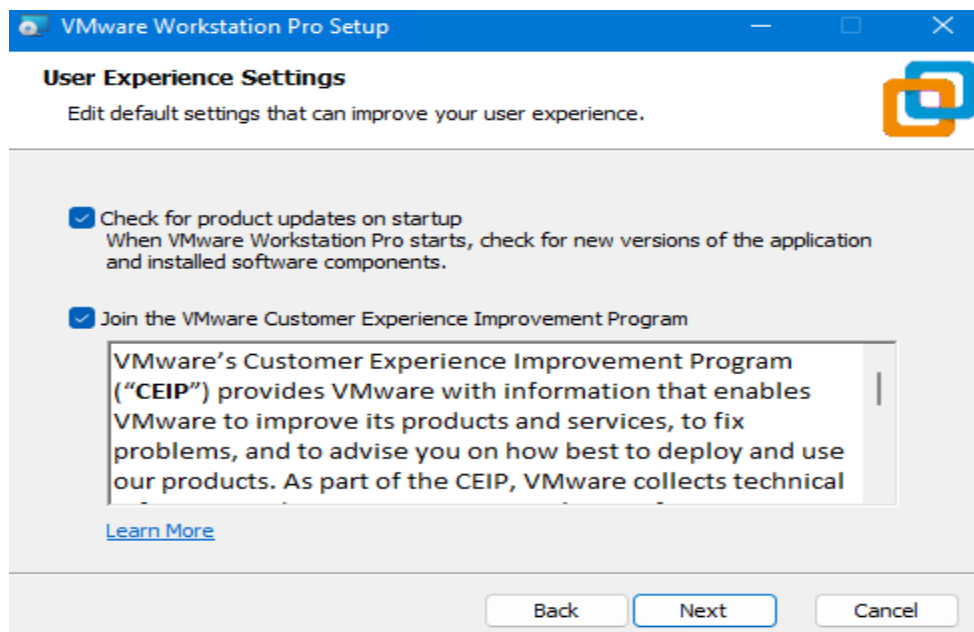 VMware Workstation Pro Setup
User Experience Settings
Edit default settings that can improve your user experience.
Check for product updates on startup
When VMware Workstation Pro starts, check for new versions of the application
and installed software components.
Join the VMware Customer Experience Improvement Program
VMware’s Customer Experience Improvement Program
(“CEIP”) provides VMware with information that enables
VMware to improve its products and services, to fix
problems, and to advise you on how best to deploy and use
our products. As part of the CEIP, VMware collects technical
Learn More
Back
Next
Cancel